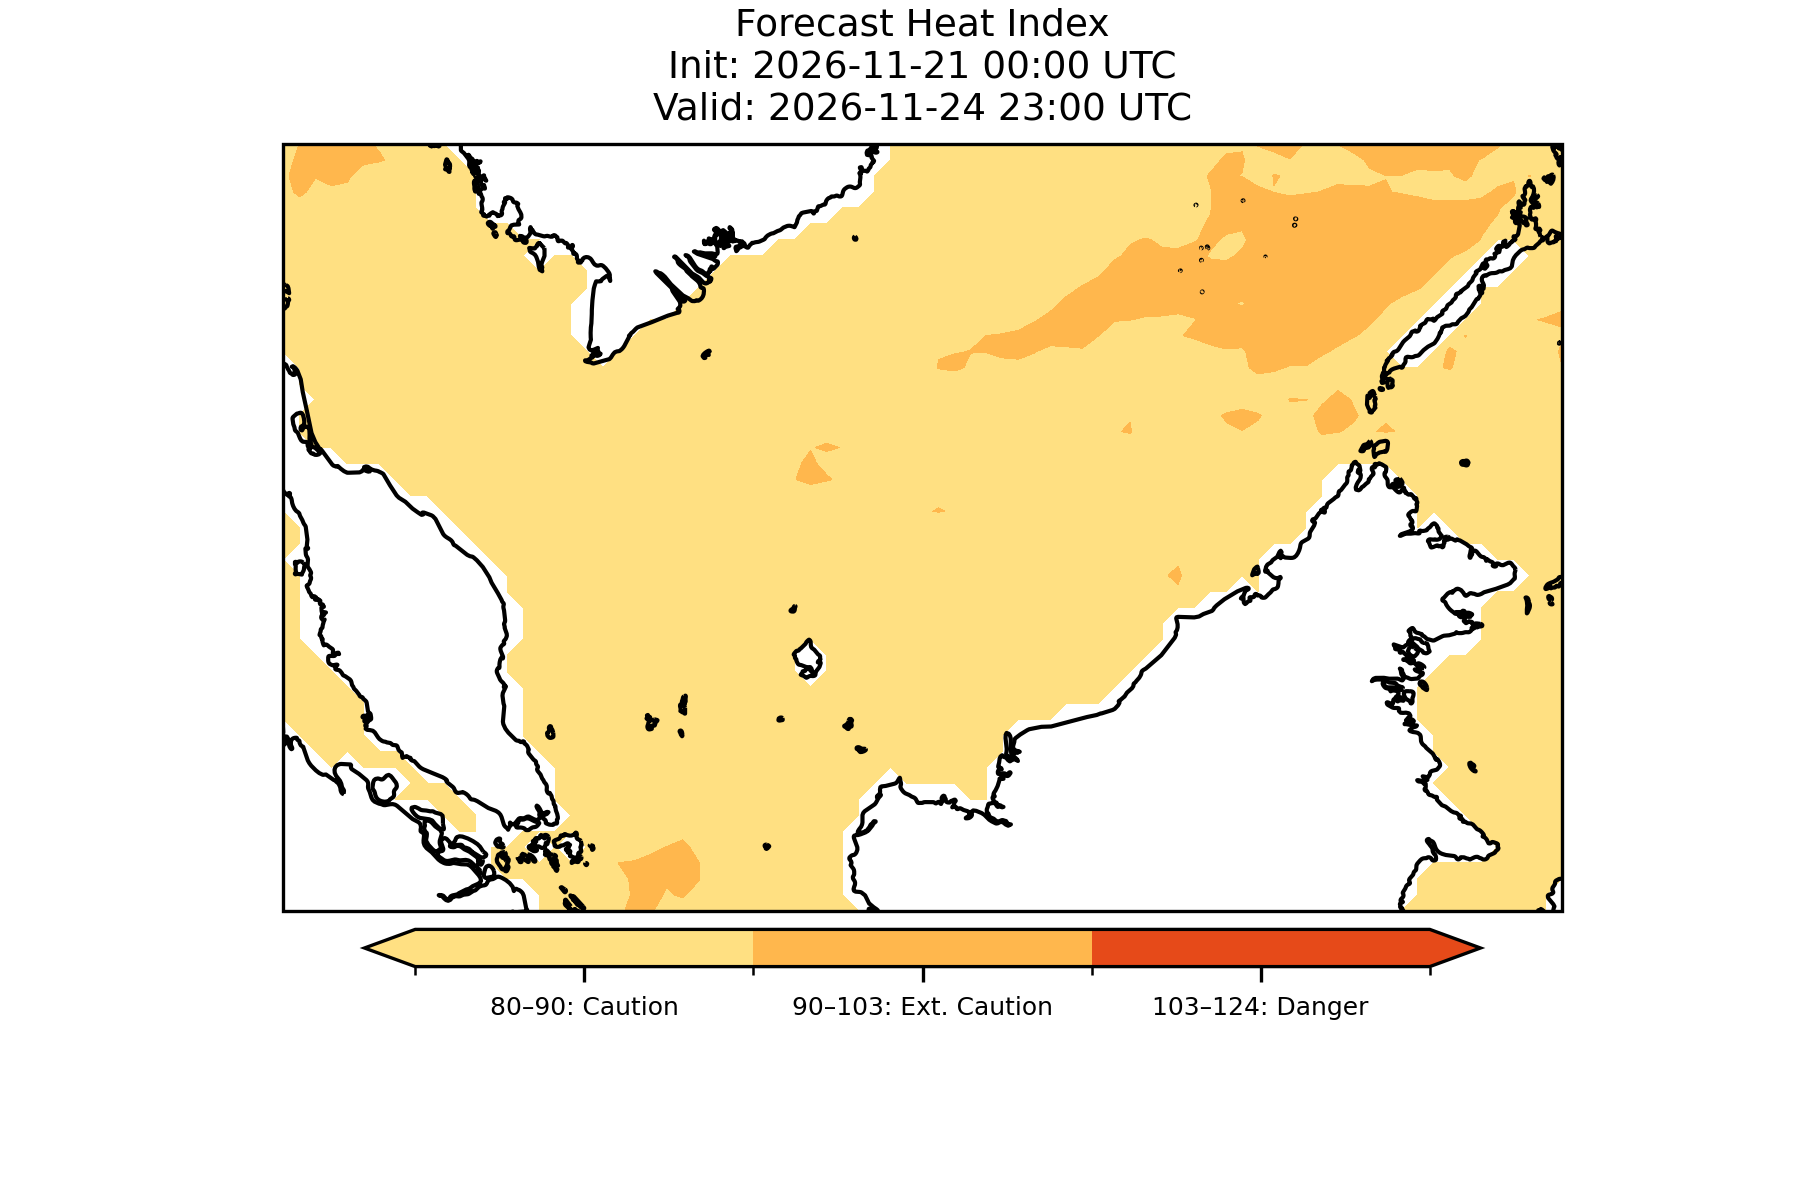 Forecast Heat Index
Init: 2026-11-21 00:00 UTC
Valid: 2026-11-24 23:00 UTC
80–90: Caution
90–103: Ext. Caution
103–124: Danger